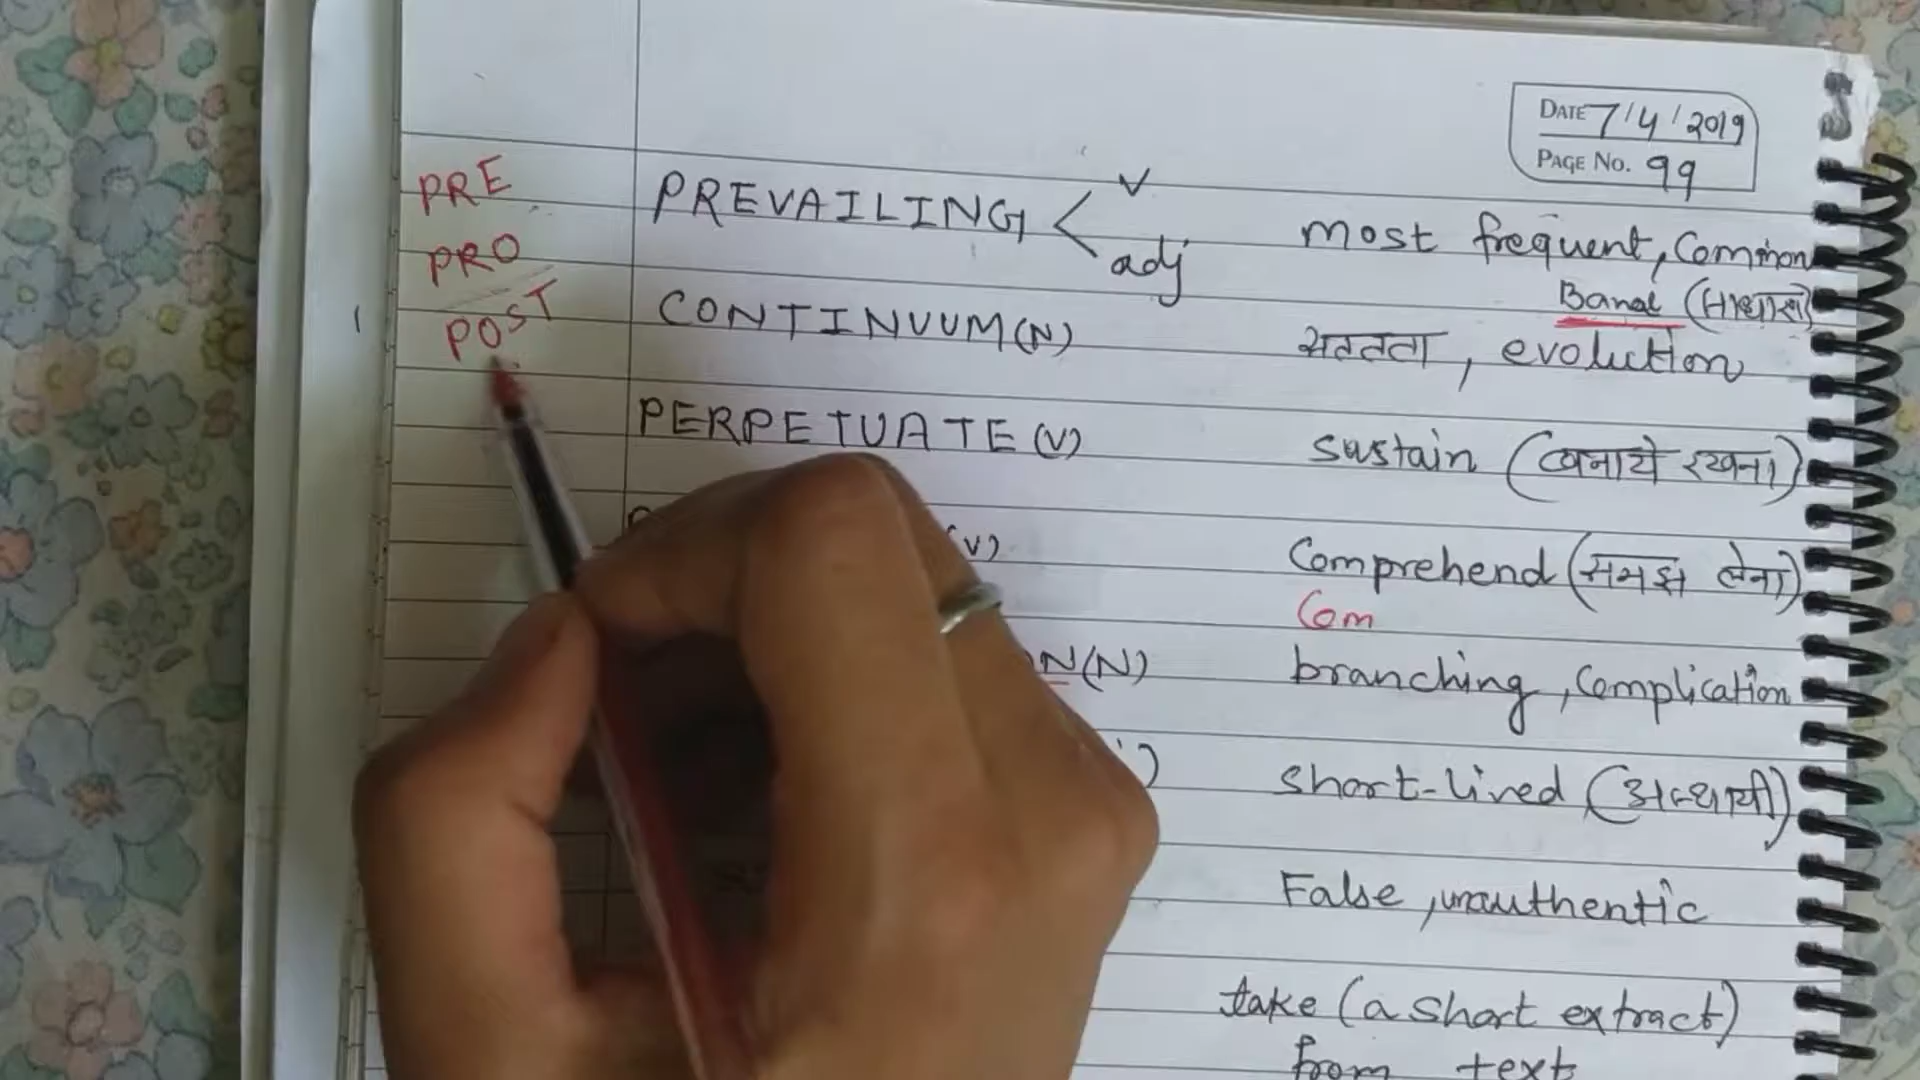 DATE 7/4/2019
PAGE NO. 99
PRE
PREVAILING < v adj most frequent, Common
PRO
Banal (साधारण)
POST
CONTINUUM(N) सततता, evolution
PERPETUATE (V) sustain (बनाये रखना)
(V) Comprehend (समझ लेना)
Com
N(N) branching, Complication
short-lived (अस्थायी)
False, unauthentic
take (a short extract)
from text